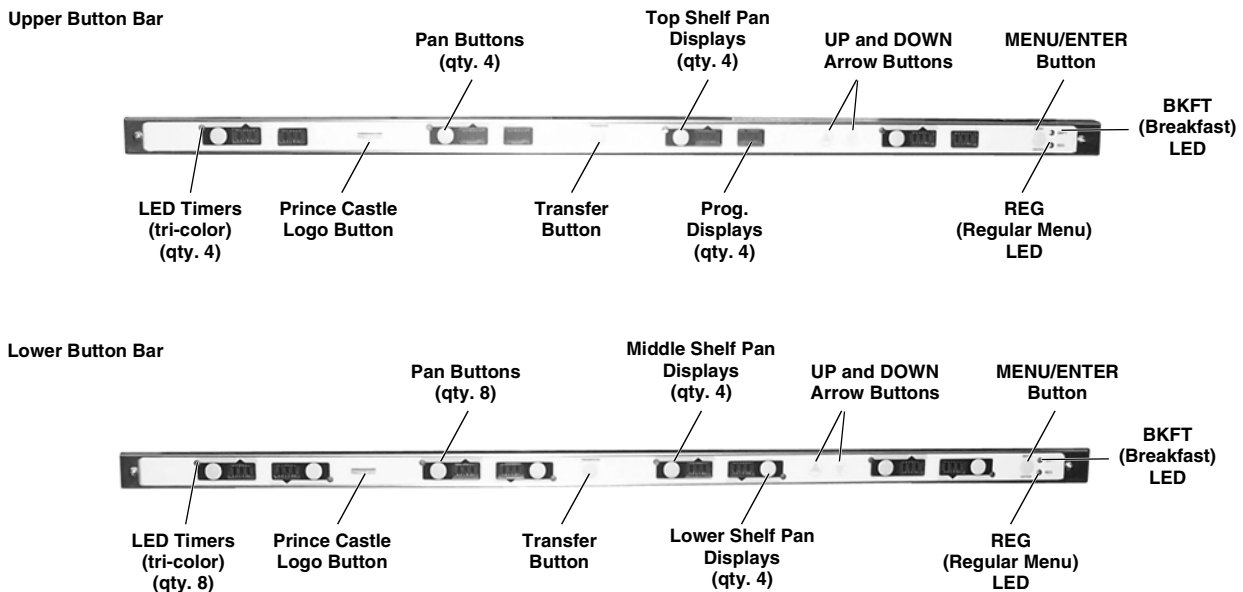 Upper Button Bar
Pan Buttons
(qty. 4)
Top Shelf Pan
Displays
(qty. 4)
UP and DOWN
Arrow Buttons
MENU/ENTER
Button
BKFT
(Breakfast)
LED
LED Timers
(tri-color)
(qty. 4)
Prince Castle
Logo Button
Transfer
Button
Prog.
Displays
(qty. 4)
REG
(Regular Menu)
LED
Lower Button Bar
Pan Buttons
(qty. 8)
Middle Shelf Pan
Displays
(qty. 4)
UP and DOWN
Arrow Buttons
MENU/ENTER
Button
BKFT
(Breakfast)
LED
LED Timers
(tri-color)
(qty. 8)
Prince Castle
Logo Button
Transfer
Button
Lower Shelf Pan
Displays
(qty. 4)
REG
(Regular Menu)
LED